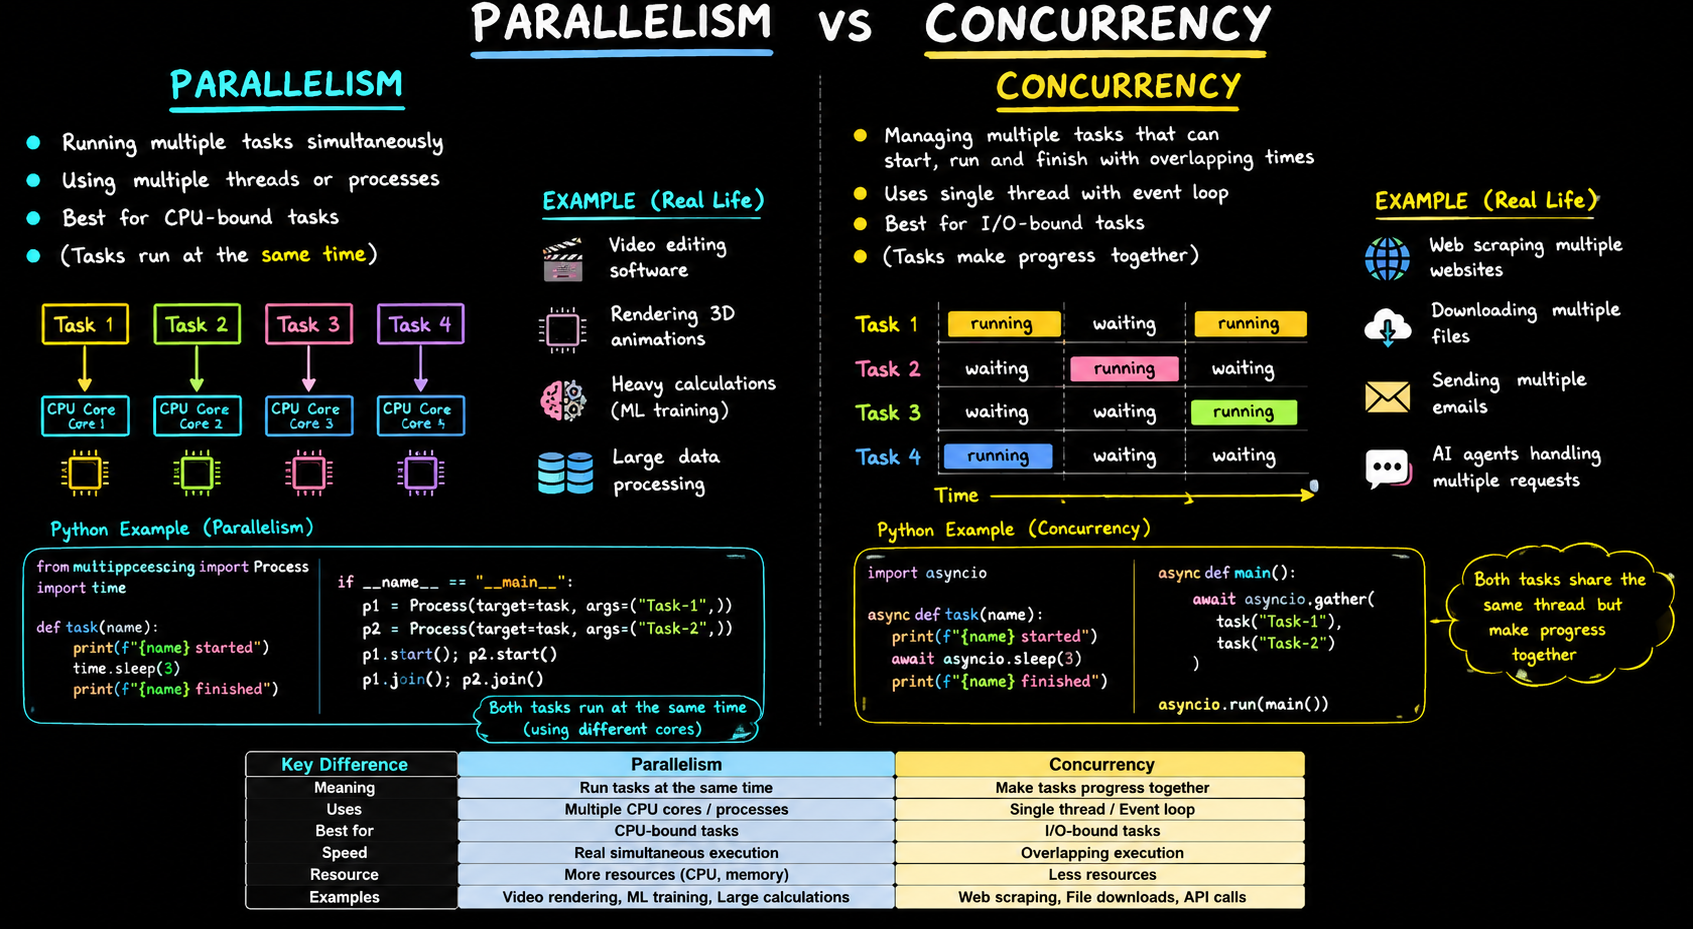 PARALLELISM VS CONCURRENCY
PARALLELISM
Running multiple tasks simultaneously
Using multiple threads or processes
Best for CPU-bound tasks
(Tasks run at the same time)
Task 1 Task 2 Task 3 Task 4
CPU Core CPU Core CPU Core CPU Core
Core 1 Core 2 Core 3 Core
EXAMPLE (Real Life)
Video editing
software
Rendering 3D
animations
Heavy calculations
(ML training)
Large data
processing
Python Example (Parallelism)
from multippceescing import Process
import time
def task(name):
print(f"{name} started")
time.sleep(3)
print(f"{name} finished")
if __name__ == "__main__":
p1 = Process(target=task, args=("Task-1",))
p2 = Process(target=task, args=("Task-2",))
p1.start(); p2.start()
p1.join(); p2.join()
Both tasks run at the same time
(using different cores)
CONCURRENCY
Managing multiple tasks that can
start, run and finish with overlapping times
Uses single thread with event loop
Best for I/O-bound tasks
(Tasks make progress together)
Task 1 running waiting running
Task 2 waiting running waiting
Task 3 waiting waiting running
Task 4 running waiting waiting
Time
EXAMPLE (Real Life)
Web scraping multiple
websites
Downloading multiple
files
Sending multiple
emails
AI agents handling
multiple requests
Python Example (Concurrency)
import asyncio
async def task(name):
print(f"{name} started")
await asyncio.sleep(3)
print(f"{name} finished")
async def main():
await asyncio.gather(
task("Task-1"),
task("Task-2")
)
asyncio.run(main())
Both tasks share the
same thread but
make progress
together
Key Difference Parallelism Concurrency
Meaning Run tasks at the same time Make tasks progress together
Uses Multiple CPU cores / processes Single thread / Event loop
Best for CPU-bound tasks I/O-bound tasks
Speed Real simultaneous execution Overlapping execution
Resource More resources (CPU, memory) Less resources
Examples Video rendering, ML training, Large calculations Web scraping, File downloads, API calls